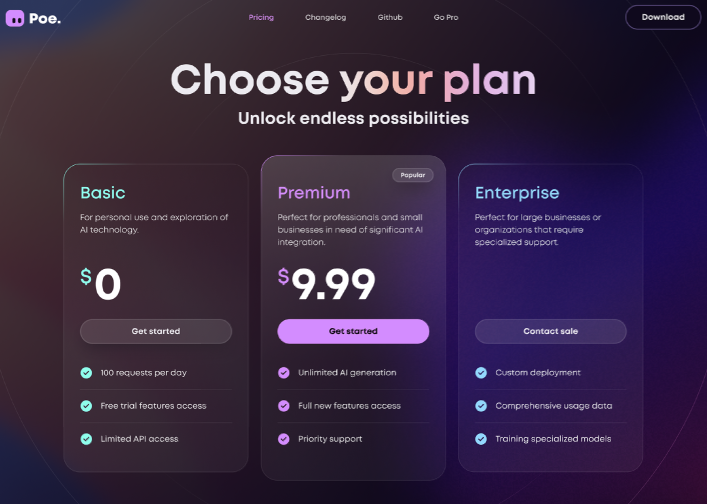 Poe.
Pricing
Changelog
Github
Go Pro
Download
Choose your plan
Unlock endless possibilities
Basic
For personal use and exploration of
AI technology.
$0
Get started
100 requests per day
Free trial features access
Limited API access
Popular
Premium
Perfect for professionals and small
businesses in need of significant AI
integration.
$9.99
Get started
Unlimited AI generation
Full new features access
Priority support
Enterprise
Perfect for large businesses or
organizations that require
specialized support.
Contact sale
Custom deployment
Comprehensive usage data
Training specialized models